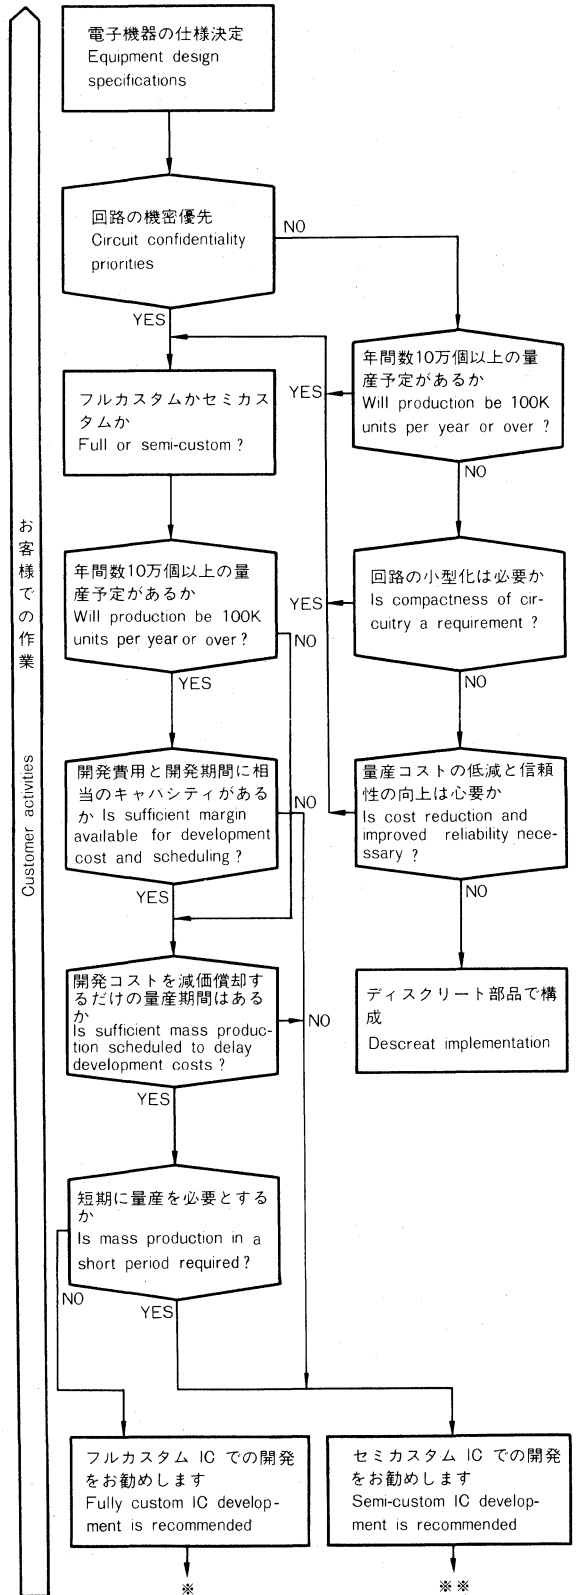 電子機器の仕様決定
Equipment design
specifications
回路の機密優先
Circuit confidentiality
priorities
NO
YES
年間数10万個以上の量
産予定があるか
Will production be 100K
units per year or over ?
YES
NO
フルカスタムかセミカス
タムか
Full or semi-custom ?
回路の小型化は必要か
Is compactness of cir-
cuitry a requirement ?
YES
NO
年間数10万個以上の量
産予定があるか
Will production be 100K
units per year or over ?
NO
YES
量産コストの低減と信頼
性の向上は心要か
Is cost reduction and
improved reliability nece-
ssary ?
NO
開発費用と開発期間に相
当のキャパシティがある
か Is sufficient margin
available for development
cost and scheduling ?
NO
YES
ディスクリート部品で構
成
Descreat implementation
開発コストを減価償却す
るだけの量産期間はある
か
Is sufficient mass produc-
tion scheduled to delay
development costs ?
NO
YES
短期に量産を必要とする
か
Is mass production in a
short period required ?
NO
YES
フルカスタム IC での開発
をお勧めします
Fully custom IC develop-
ment is recommended
※
セミカスタム IC での開発
をお勧めします
Semi-custom IC develop-
ment is recommended
※※
お客様での作業
Customer activities